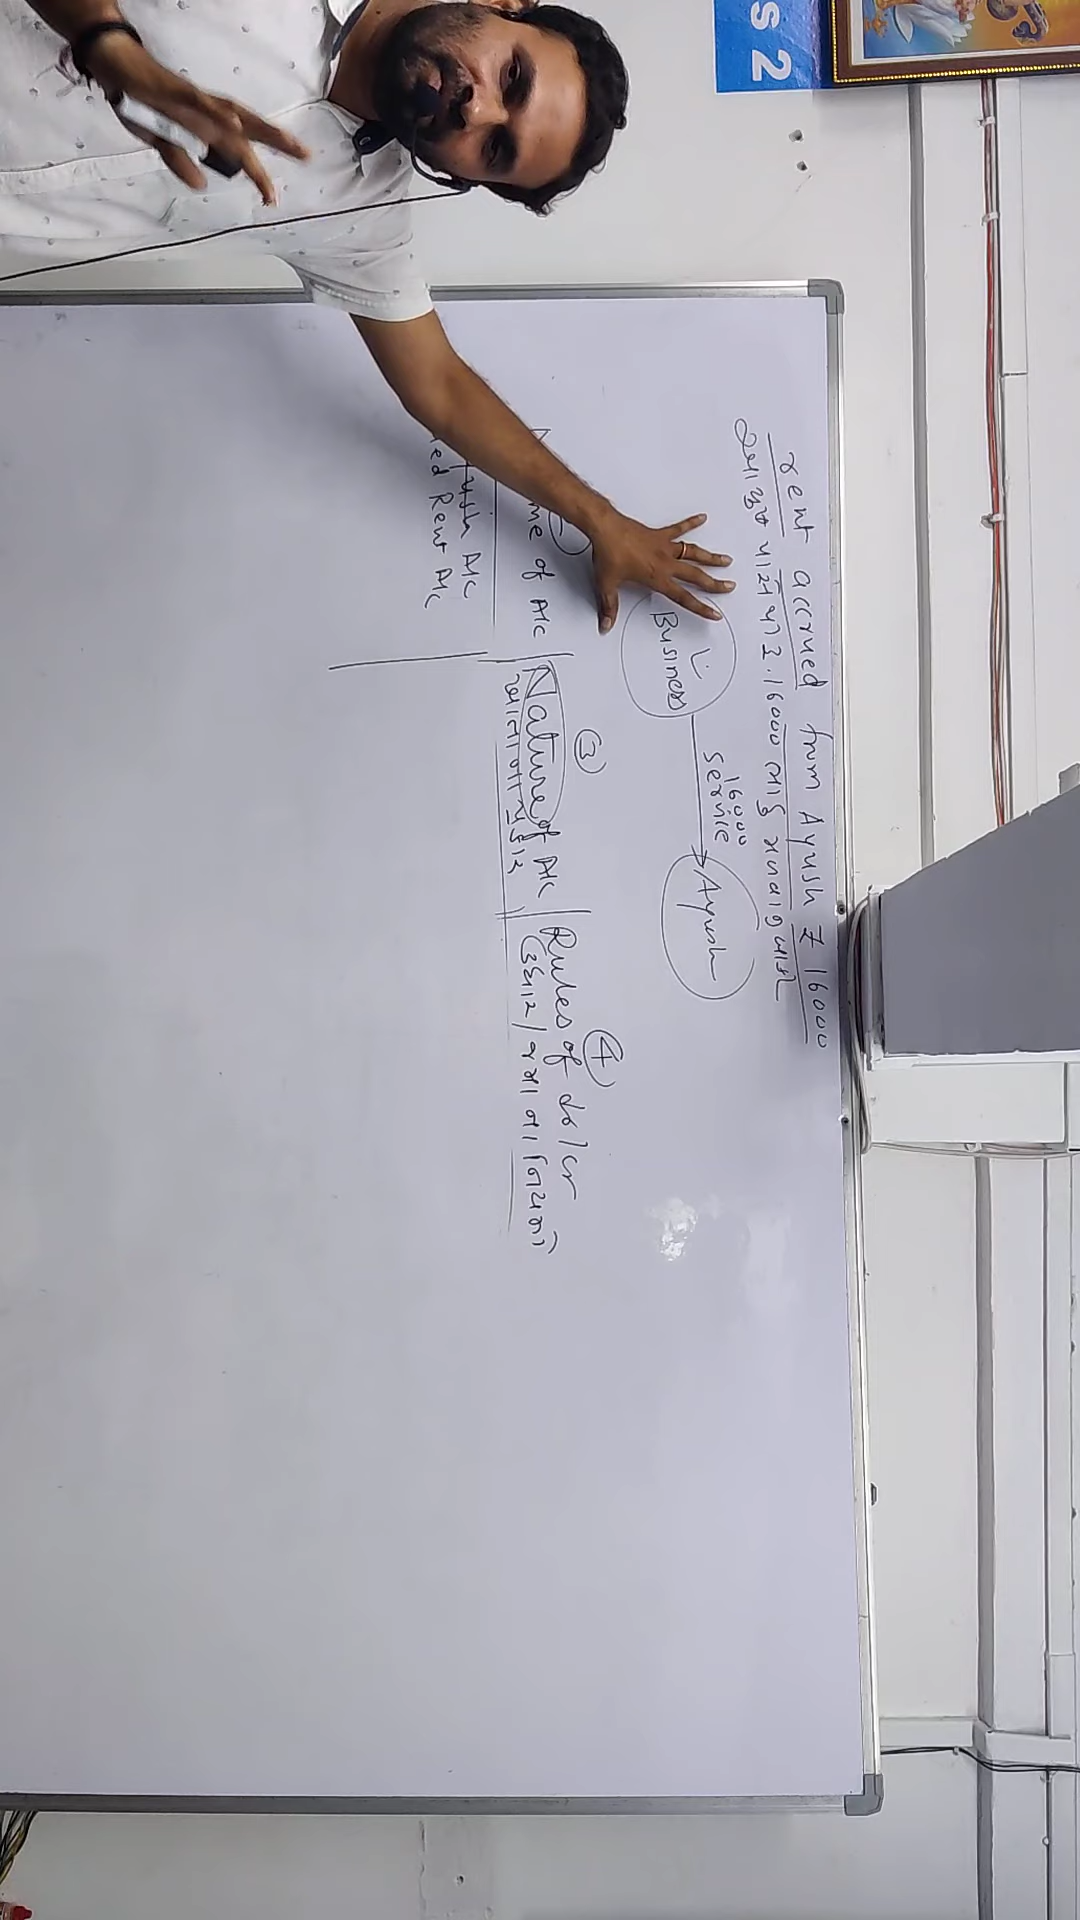 s 2
rent accrued from Ayush ₹ 16000
આયુષ પાસેથી રૂ. 16000 ભાડું મળવાનું બાકી
Business
16000
service
Ayush
③
④
me of A/c | Nature of A/c | Rules of dr/cr
ખાતાનો પ્રકાર | ઉધાર/જમાના નિયમો
yush A/c
ed Rent A/c